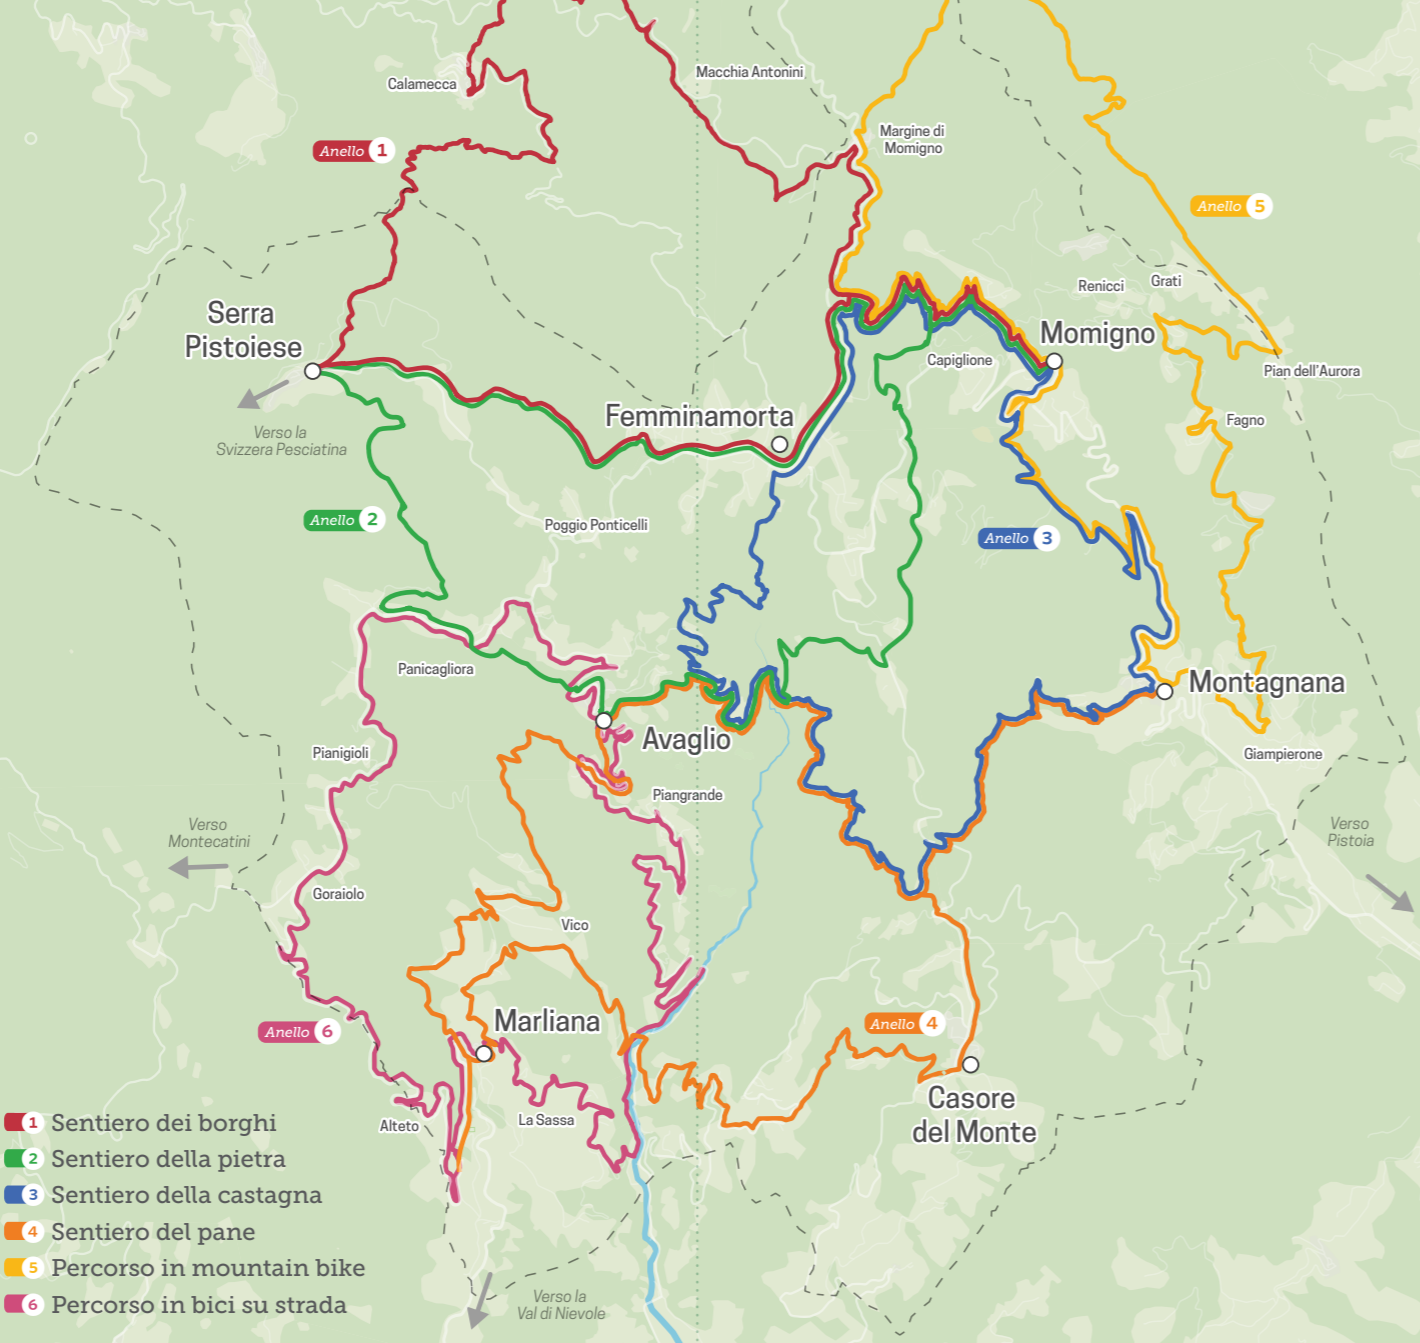 Calamecca
Macchia Antonini
Margine di
Momigno
Anello 1
Anello 5
Renicci
Grati
Serra
Pistoiese
Momigno
Capiglione
Pian dell'Aurora
Femminamorta
Fagno
Verso la
Svizzera Pesciatina
Anello 2
Poggio Ponticelli
Anello 3
Panicagliora
Montagnana
Avaglio
Pianigioli
Giampierone
Piangrande
Verso
Montecatini
Verso
Pistoia
Goraiolo
Vico
Anello 6
Marliana
Anello 4
Casore
del Monte
La Sassa
Alteto
1 Sentiero dei borghi
2 Sentiero della pietra
3 Sentiero della castagna
4 Sentiero del pane
5 Percorso in mountain bike
6 Percorso in bici su strada
Verso la
Val di Nievole